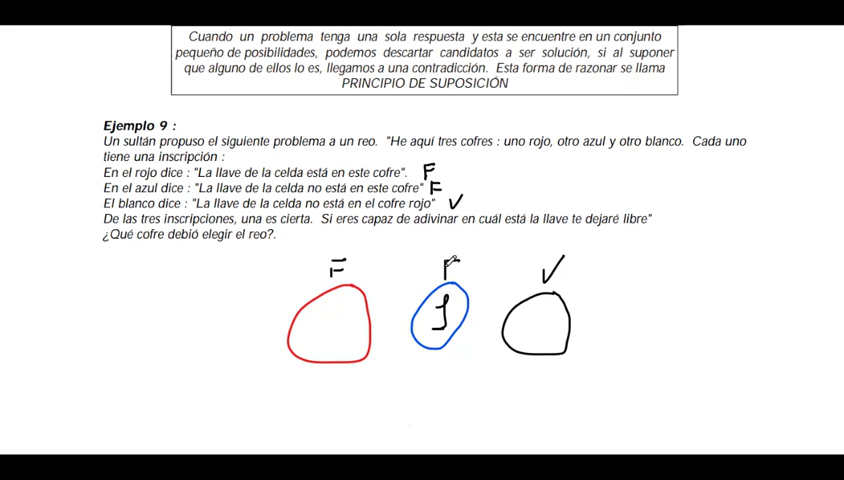 Cuando un problema tenga una sola respuesta y esta se encuentre en un conjunto
pequeño de posibilidades, podemos descartar candidatos a ser solución, si al suponer
que alguno de ellos lo es, llegamos a una contradicción. Esta forma de razonar se llama
PRINCIPIO DE SUPOSICIÓN
Ejemplo 9 :
Un sultán propuso el siguiente problema a un reo. "He aquí tres cofres : uno rojo, otro azul y otro blanco. Cada uno
tiene una inscripción :
En el rojo dice : "La llave de la celda está en este cofre". F
En el azul dice : "La llave de la celda no está en este cofre" F
El blanco dice : "La llave de la celda no está en el cofre rojo" V
De las tres inscripciones, una es cierta. Si eres capaz de adivinar en cuál está la llave te dejaré libre"
¿Qué cofre debió elegir el reo?.
F V